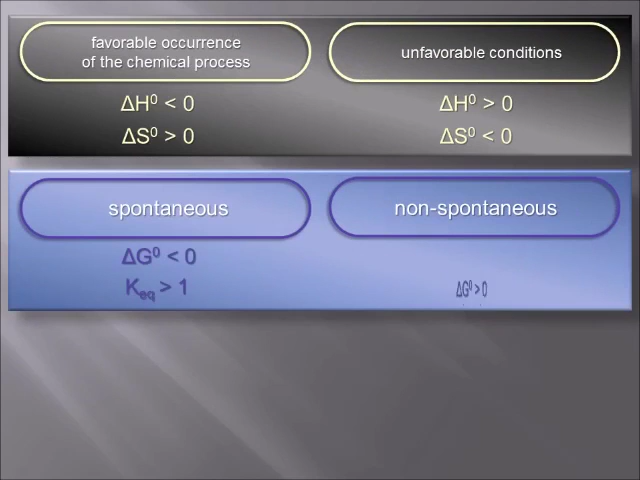 favorable occurrence
of the chemical process
unfavorable conditions
ΔH⁰ < 0
ΔH⁰ > 0
ΔS⁰ > 0
ΔS⁰ < 0
spontaneous
non-spontaneous
ΔG⁰ < 0
K_eq > 1
ΔG⁰ > 0